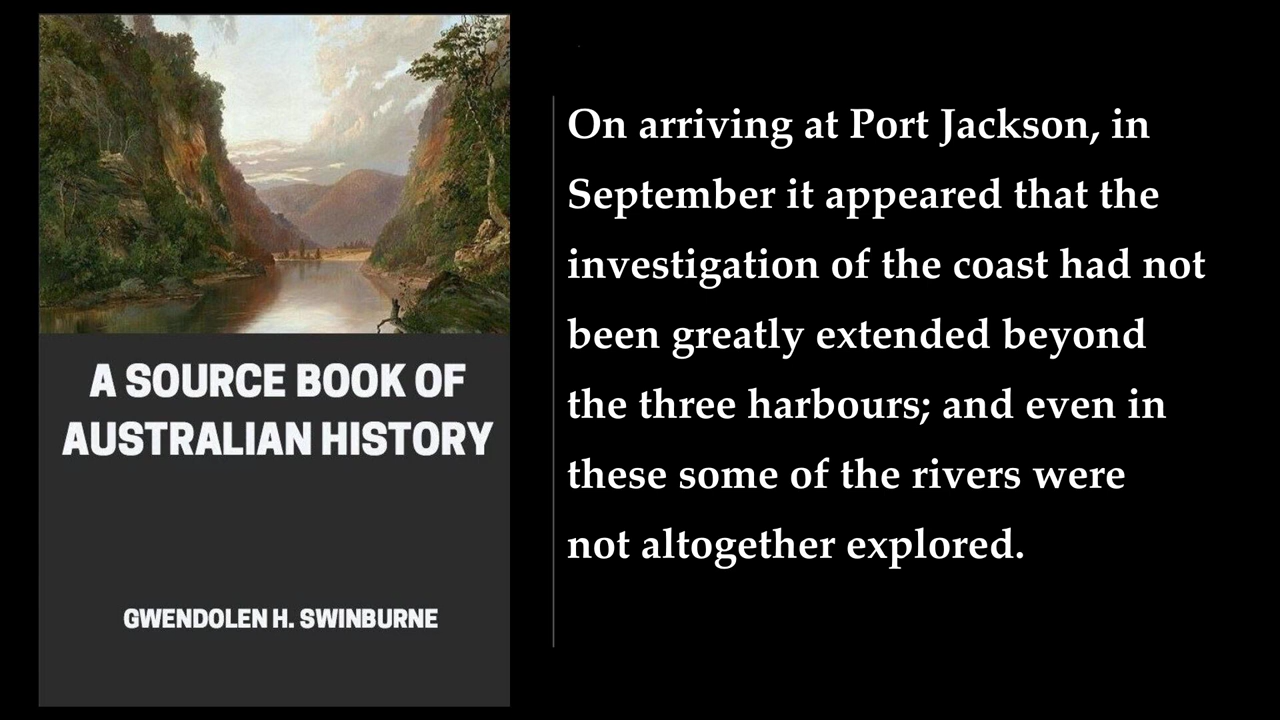 A SOURCE BOOK OF
AUSTRALIAN HISTORY
GWENDOLEN H. SWINBURNE
On arriving at Port Jackson, in
September it appeared that the
investigation of the coast had not
been greatly extended beyond
the three harbours; and even in
these some of the rivers were
not altogether explored.